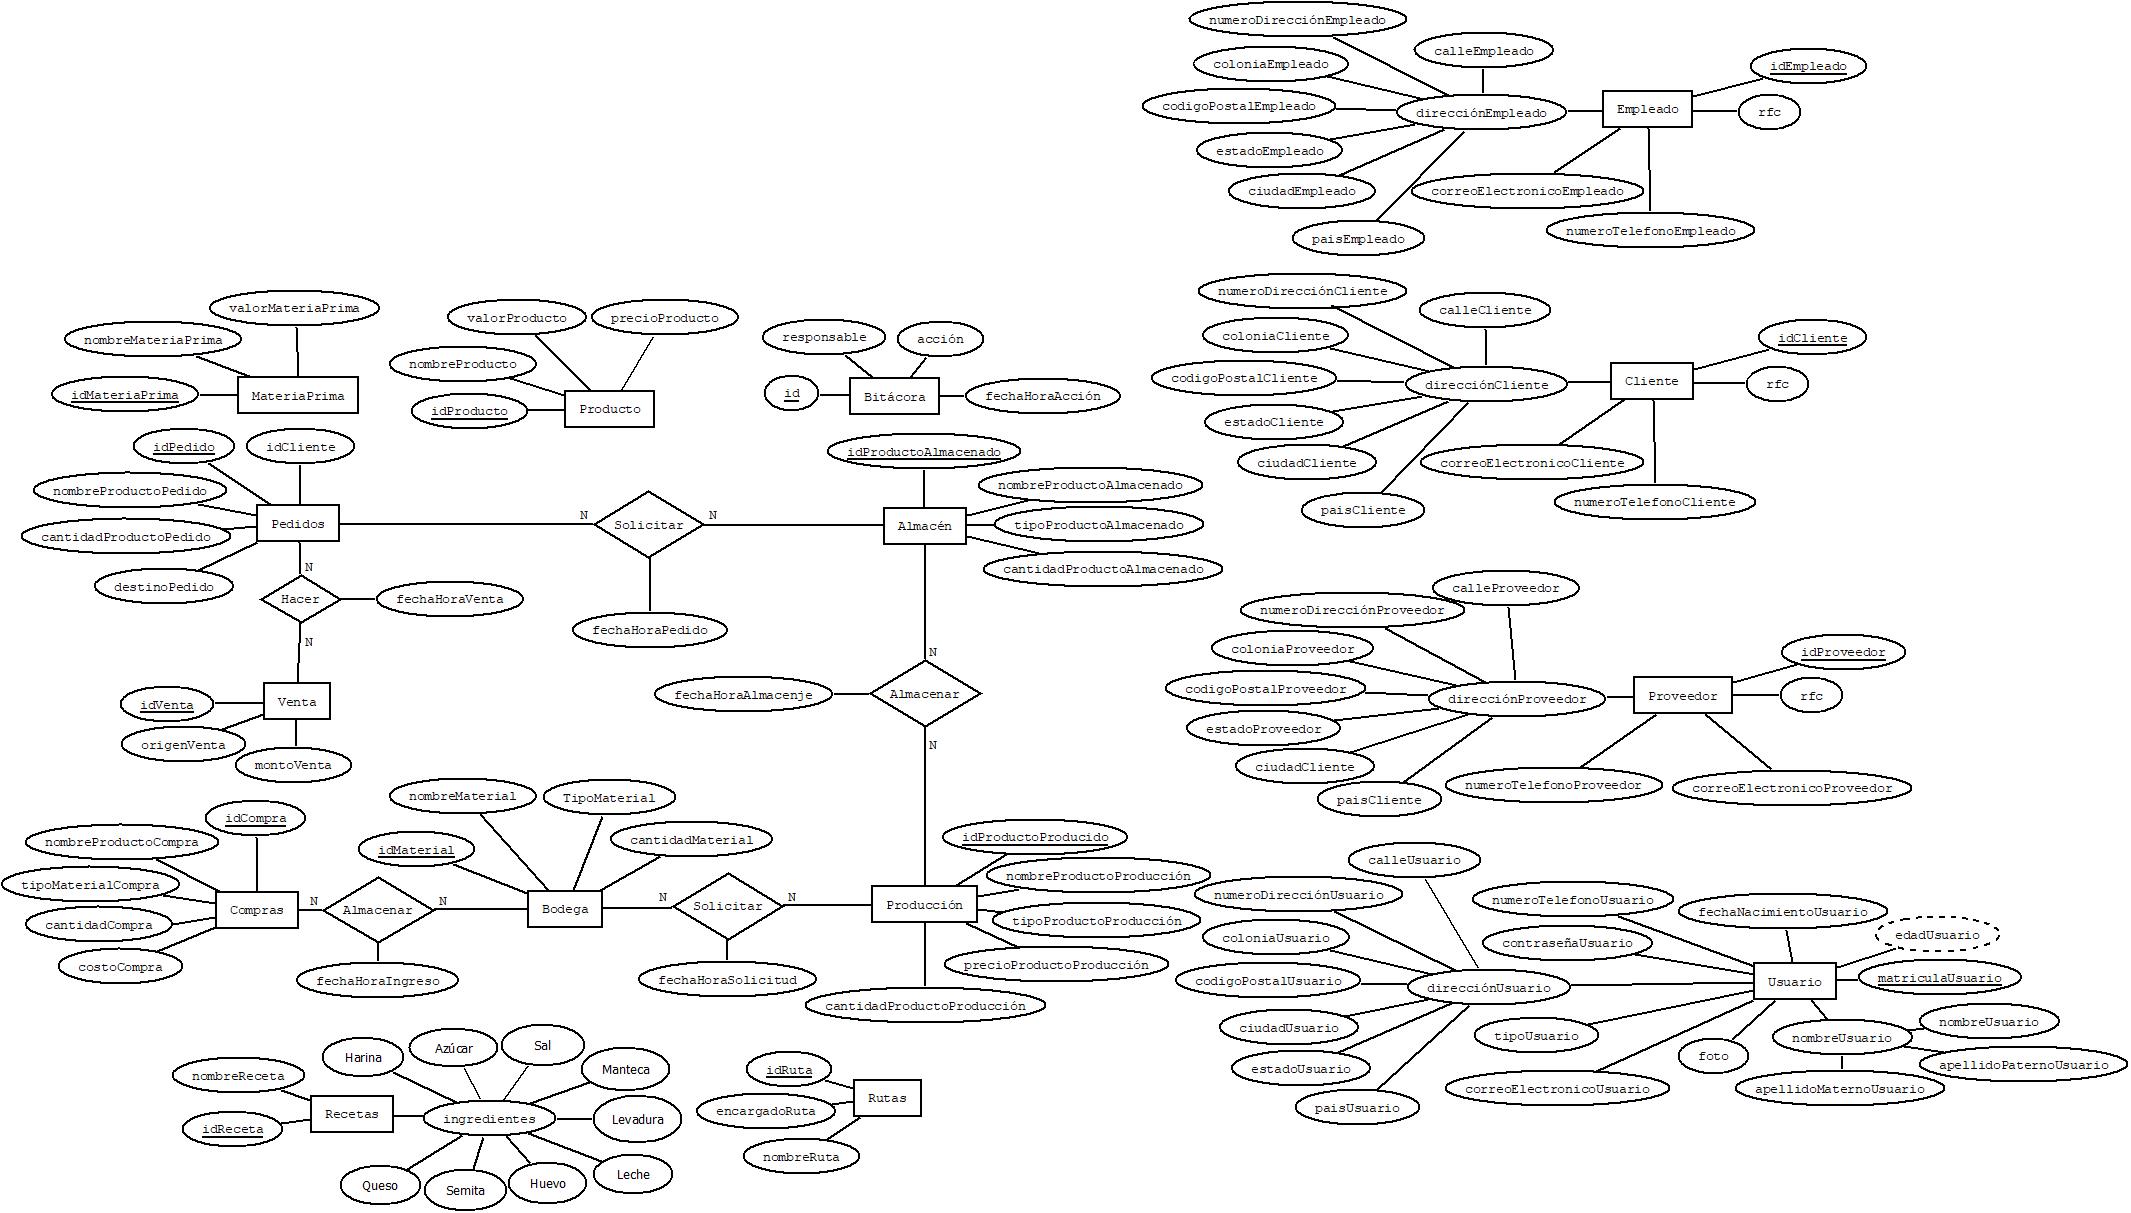 numeroDirecciónEmpleado
calleEmpleado
coloniaEmpleado
idEmpleado
codigoPostalEmpleado
direcciónEmpleado
Empleado
rfc
estadoEmpleado
ciudadEmpleado
correoElectronicoEmpleado
paisEmpleado
numeroTelefonoEmpleado
numeroDirecciónCliente
calleCliente
coloniaCliente
idCliente
codigoPostalCliente
direcciónCliente
Cliente
rfc
estadoCliente
ciudadCliente
correoElectronicoCliente
paisCliente
numeroTelefonoCliente
valorMateriaPrima
nombreMateriaPrima
idMateriaPrima
MateriaPrima
valorProducto
precioProducto
nombreProducto
idProducto
Producto
responsable
acción
id
Bitácora
fechaHoraAcción
idPedido
idCliente
nombreProductoPedido
Pedidos
cantidadProductoPedido
destinoPedido
N
Solicitar
N
fechaHoraPedido
idProductoAlmacenado
nombreProductoAlmacenado
Almacén
tipoProductoAlmacenado
cantidadProductoAlmacenado
N
Hacer
fechaHoraVenta
N
idVenta
Venta
origenVenta
montoVenta
N
fechaHoraAlmacenje
Almacenar
N
calleProveedor
numeroDirecciónProveedor
coloniaProveedor
idProveedor
codigoPostalProveedor
direcciónProveedor
Proveedor
rfc
estadoProveedor
ciudadCliente
paisCliente
numeroTelefonoProveedor
correoElectronicoProveedor
idCompra
nombreProductoCompra
tipoMaterialCompra
Compras
cantidadCompra
costoCompra
N
Almacenar
N
fechaHoraIngreso
nombreMaterial
TipoMaterial
cantidadMaterial
idMaterial
Bodega
N
Solicitar
N
fechaHoraSolicitud
idProductoProducido
nombreProductoProducción
Producción
tipoProductoProducción
precioProductoProducción
cantidadProductoProducción
calleUsuario
numeroDirecciónUsuario
numeroTelefonoUsuario
fechaNacimientoUsuario
coloniaUsuario
contraseñaUsuario
edadUsuario
codigoPostalUsuario
direcciónUsuario
Usuario
matriculaUsuario
ciudadUsuario
tipoUsuario
nombreUsuario
nombreUsuario
estadoUsuario
foto
apellidoPaternoUsuario
correoElectronicoUsuario
apellidoMaternoUsuario
paisUsuario
Harina
Azúcar
Sal
Manteca
nombreReceta
Recetas
ingredientes
Levadura
idReceta
Queso
Semita
Huevo
Leche
idRuta
encargadoRuta
Rutas
nombreRuta